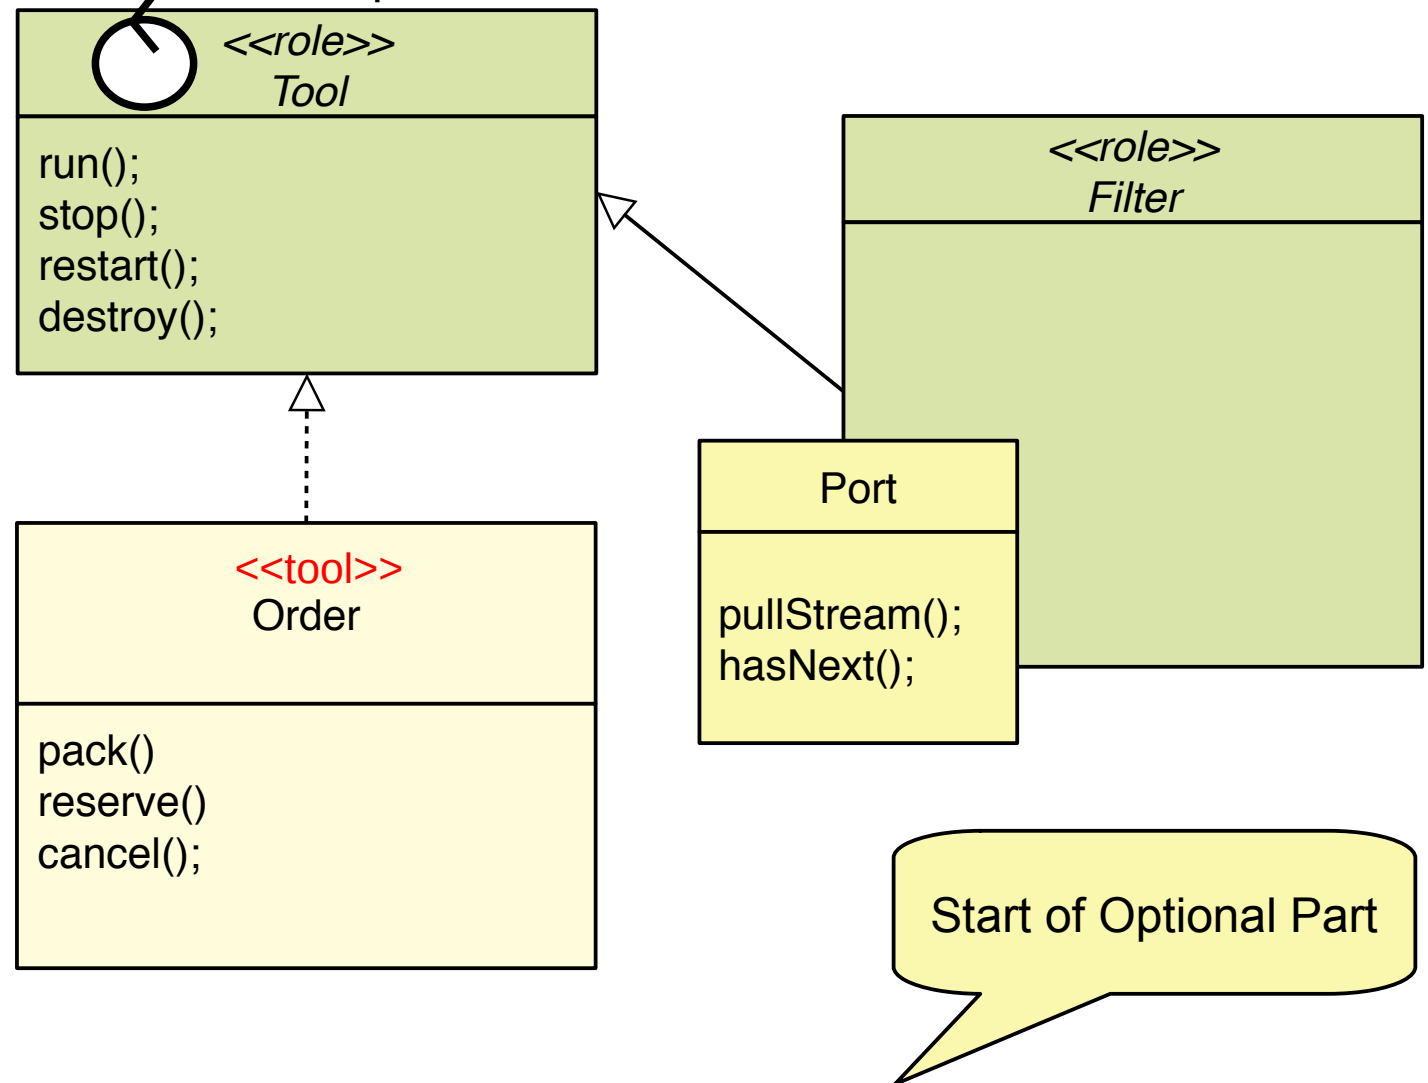 <<role>>
Tool
run();
stop();
restart();
destroy();
<<role>>
Filter
Port
pullStream();
hasNext();
<<tool>>
Order
pack()
reserve()
cancel();
Start of Optional Part